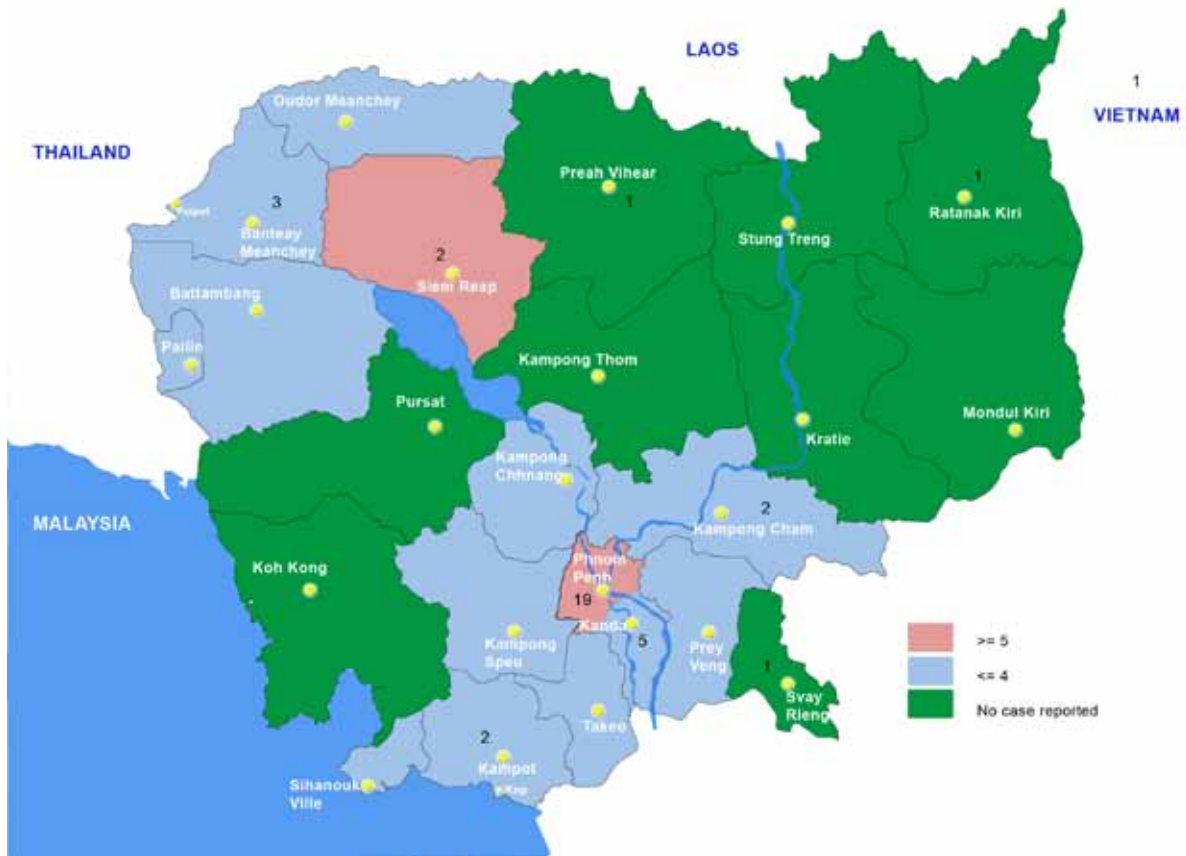 LAOS
1
VIETNAM
THAILAND
Oudor Meanchey
Preah Vihear
1
1
Ratanak Kiri
3
Banteay
Meanchey
Stung Treng
2
Siem Reap
Battambang
Pailin
Kampong Thom
Pursat
Mondul Kiri
Kratie
Kampong
Chhnang
2
Kampong Cham
MALAYSIA
Koh Kong
Phnom
Penh
19
Kanda
5
Kampong
Speu
Prey
Veng
1
Svay
Rieng
>= 5
<= 4
No case reported
Takeo
2
Kampot
Kep
Sihanouk
Ville